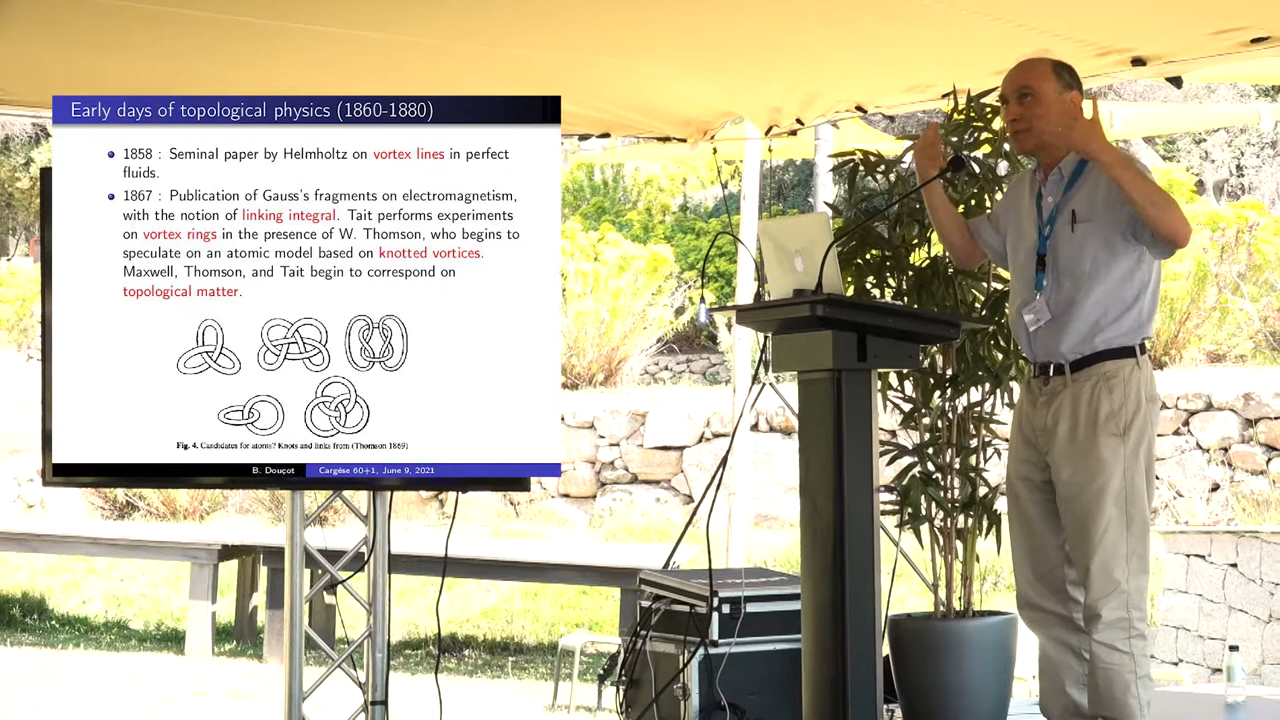 Early days of topological physics (1860-1880)
1858 : Seminal paper by Helmholtz on vortex lines in perfect
fluids.
1867 : Publication of Gauss's fragments on electromagnetism,
with the notion of linking integral. Tait performs experiments
on vortex rings in the presence of W. Thomson, who begins to
speculate on an atomic model based on knotted vortices.
Maxwell, Thomson, and Tait begin to correspond on
topological matter.
Fig. 4. Candidates for atoms? Knots and links from (Thomson 1869)
B. Douçot Cargèse 60+1, June 9, 2021